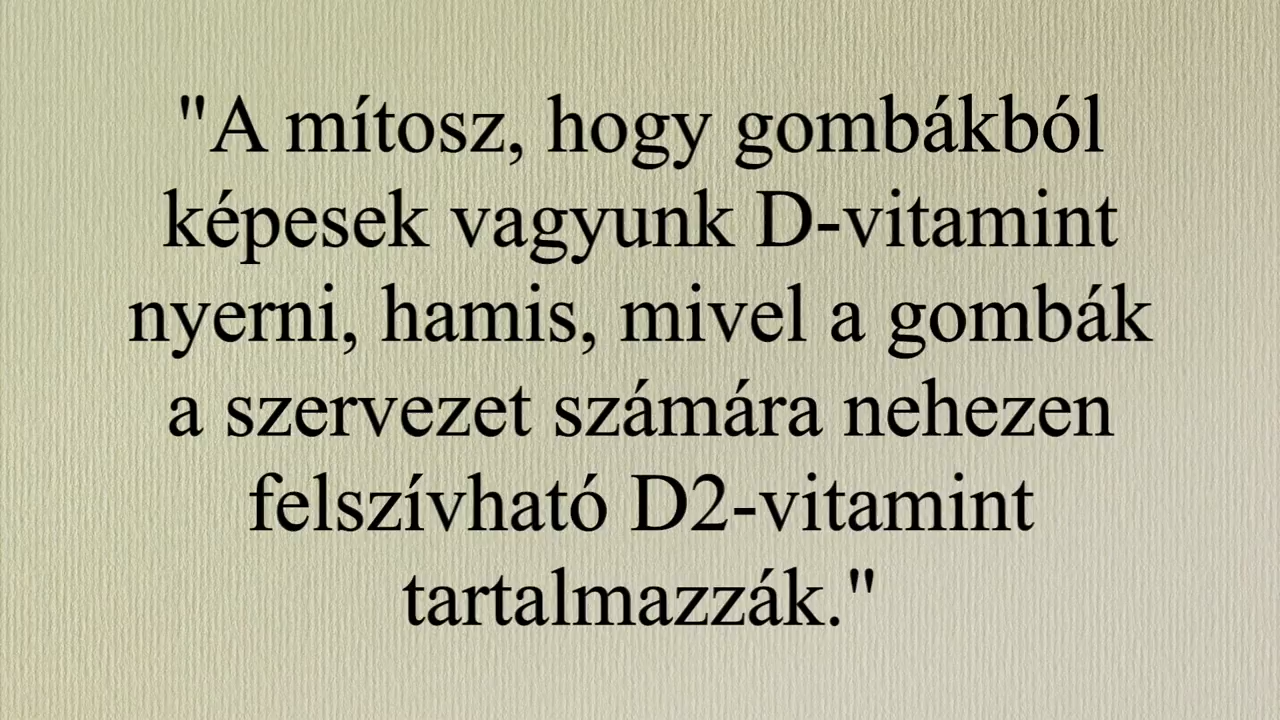 "A mítosz, hogy gombákból
képesek vagyunk D-vitamint
nyerni, hamis, mivel a gombák
a szervezet számára nehezen
felszívható D2-vitamint
tartalmazzák."